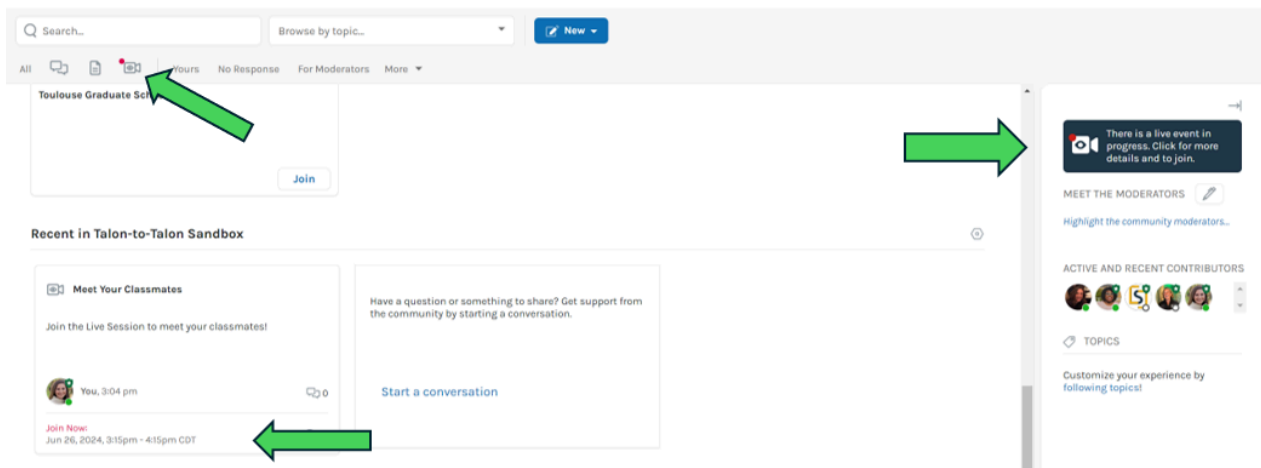 Search...
Browse by topic...
New
All
Yours
No Response
For Moderators
More
Toulouse Graduate
Join
There is a live event in
progress. Click for more
details and to join.
MEET THE MODERATORS
Highlight the community moderators...
Recent in Talon-to-Talon Sandbox
ACTIVE AND RECENT CONTRIBUTORS
Meet Your Classmates
Join the Live Session to meet your classmates!
You, 3:04 pm
0
Join Now:
Jun 26, 2024, 3:15pm - 4:15pm CDT
Have a question or something to share? Get support from
the community by starting a conversation.
Start a conversation
TOPICS
Customize your experience by
following topics!